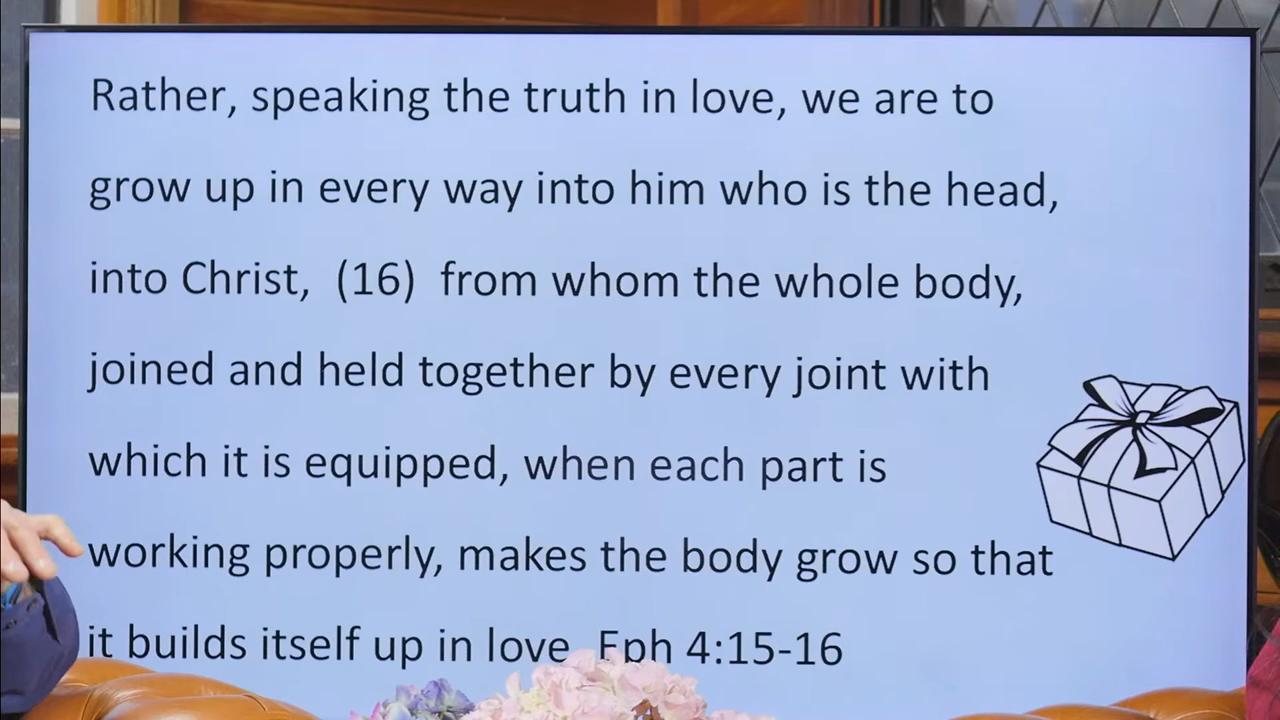 Rather, speaking the truth in love, we are to
grow up in every way into him who is the head,
into Christ, (16) from whom the whole body,
joined and held together by every joint with
which it is equipped, when each part is
working properly, makes the body grow so that
it builds itself up in love Eph 4:15-16